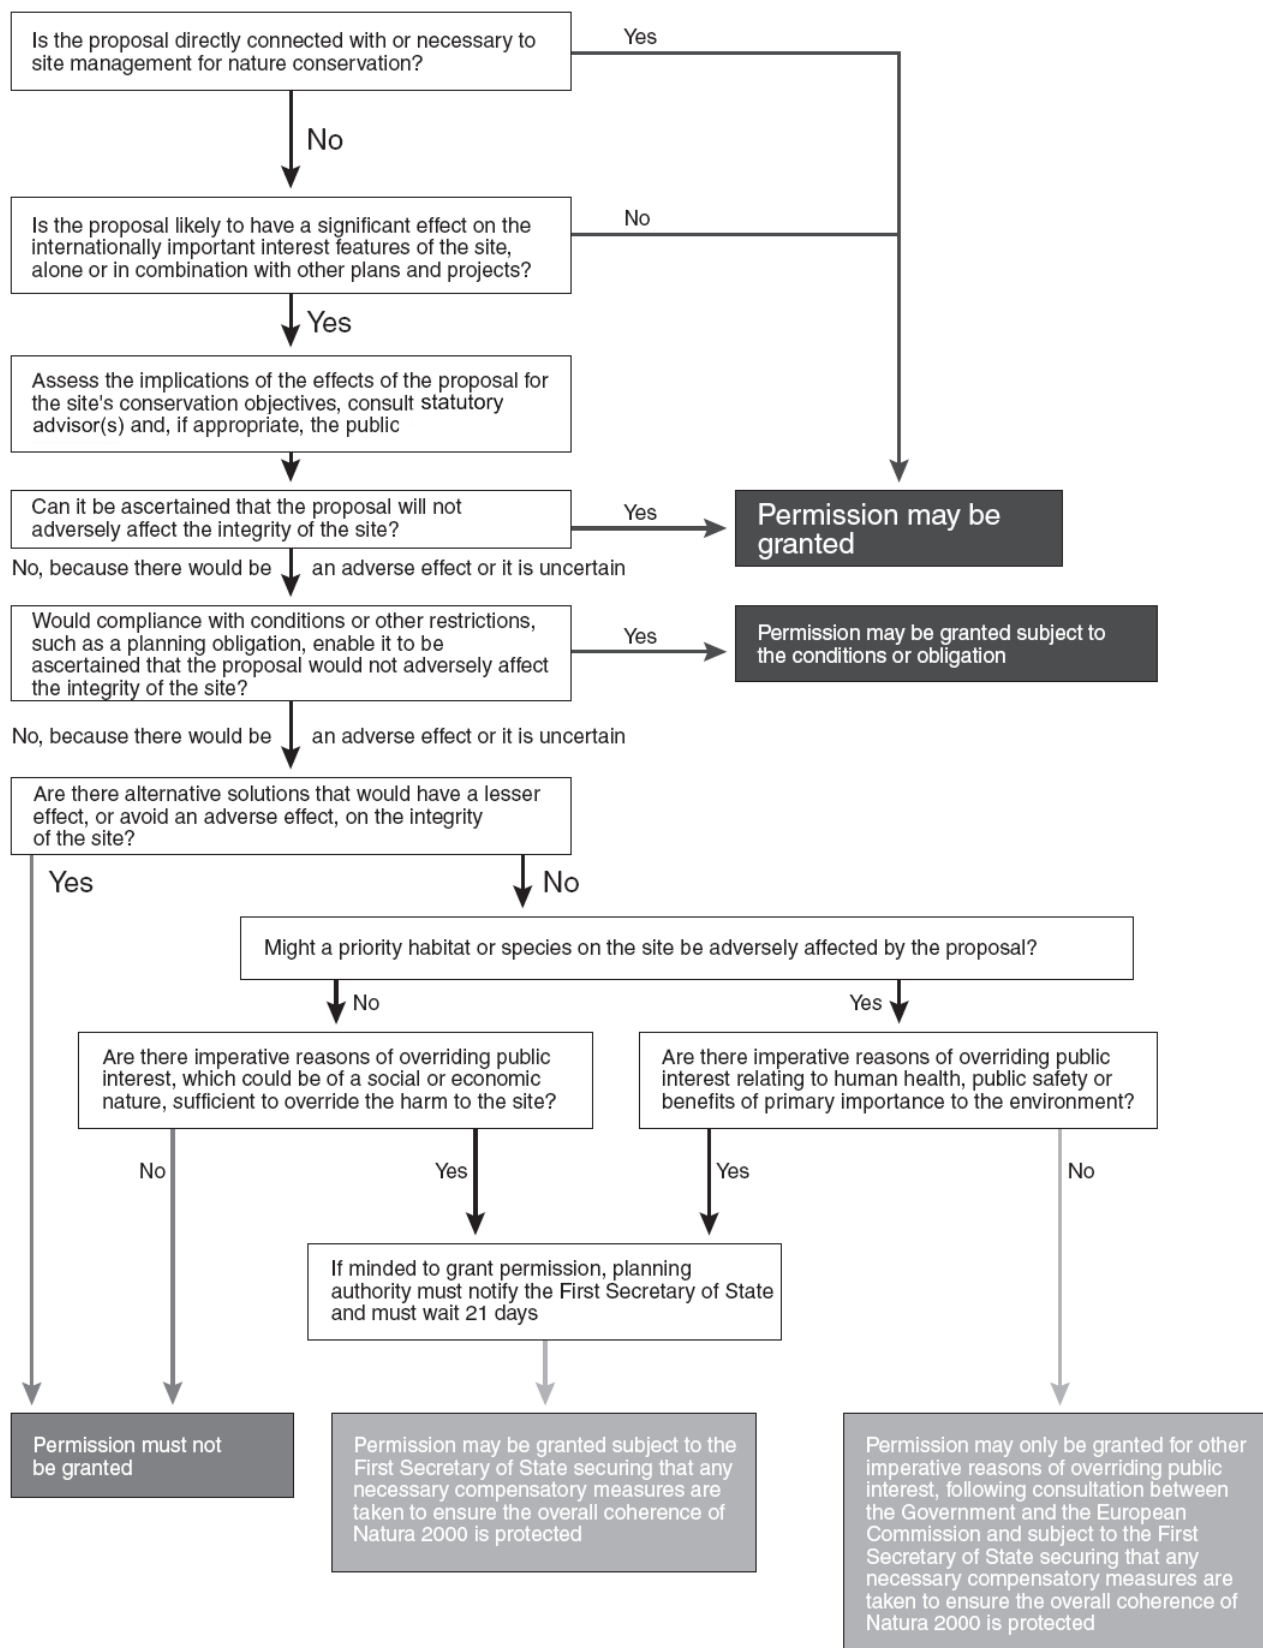 Is the proposal directly connected with or necessary to
site management for nature conservation?
Yes
No
Is the proposal likely to have a significant effect on the
internationally important interest features of the site,
alone or in combination with other plans and projects?
No
Yes
Assess the implications of the effects of the proposal for
the site's conservation objectives, consult statutory
advisor(s) and, if appropriate, the public
Can it be ascertained that the proposal will not
adversely affect the integrity of the site?
Yes
Permission may be
granted
No, because there would be an adverse effect or it is uncertain
Would compliance with conditions or other restrictions,
such as a planning obligation, enable it to be
ascertained that the proposal would not adversely affect
the integrity of the site?
Yes
Permission may be granted subject to
the conditions or obligation
No, because there would be an adverse effect or it is uncertain
Are there alternative solutions that would have a lesser
effect, or avoid an adverse effect, on the integrity
of the site?
Yes
No
Might a priority habitat or species on the site be adversely affected by the proposal?
No
Yes
Are there imperative reasons of overriding public
interest, which could be of a social or economic
nature, sufficient to override the harm to the site?
Are there imperative reasons of overriding public
interest relating to human health, public safety or
benefits of primary importance to the environment?
No
Yes
Yes
No
If minded to grant permission, planning
authority must notify the First Secretary of State
and must wait 21 days
Permission must not
be granted
Permission may be granted subject to the
First Secretary of State securing that any
necessary compensatory measures are
taken to ensure the overall coherence of
Natura 2000 is protected
Permission may only be granted for other
imperative reasons of overriding public
interest, following consultation between
the Government and the European
Commission and subject to the First
Secretary of State securing that any
necessary compensatory measures are
taken to ensure the overall coherence of
Natura 2000 is protected